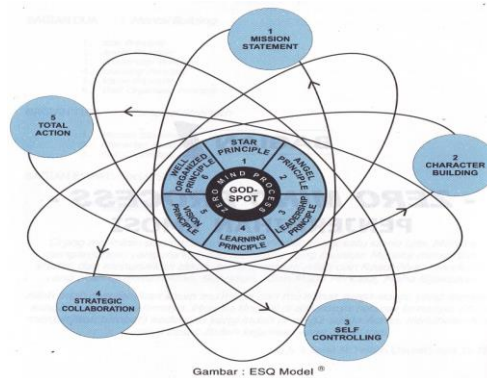 1
MISSION
STATEMENT
5
TOTAL
ACTION
2
CHARACTER
BUILDING
STAR
PRINCIPLE
1
ANGEL
PRINCIPLE
2
LEADERSHIP
PRINCIPLE
3
4
LEARNING
PRINCIPLE
VISION
PRINCIPLE
5
WELL
ORGANIZED
PRINCIPLE
6
ZERO MIND PROCESS
GOD-
SPOT
4
STRATEGIC
COLLABORATION
3
SELF
CONTROLLING
Gambar : ESQ Model ®